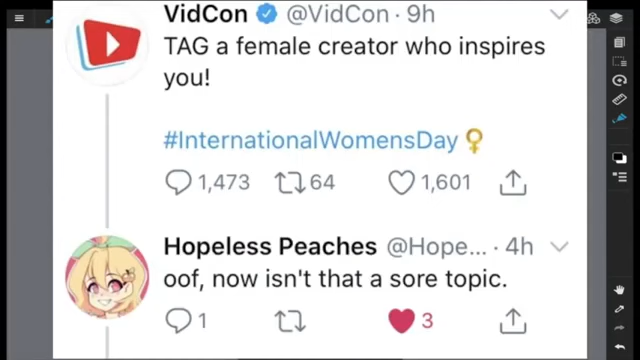 VidCon @VidCon · 9h
TAG a female creator who inspires
you!
#InternationalWomensDay
1,473 64 1,601
Hopeless Peaches @Hope... · 4h
oof, now isn't that a sore topic.
1 3